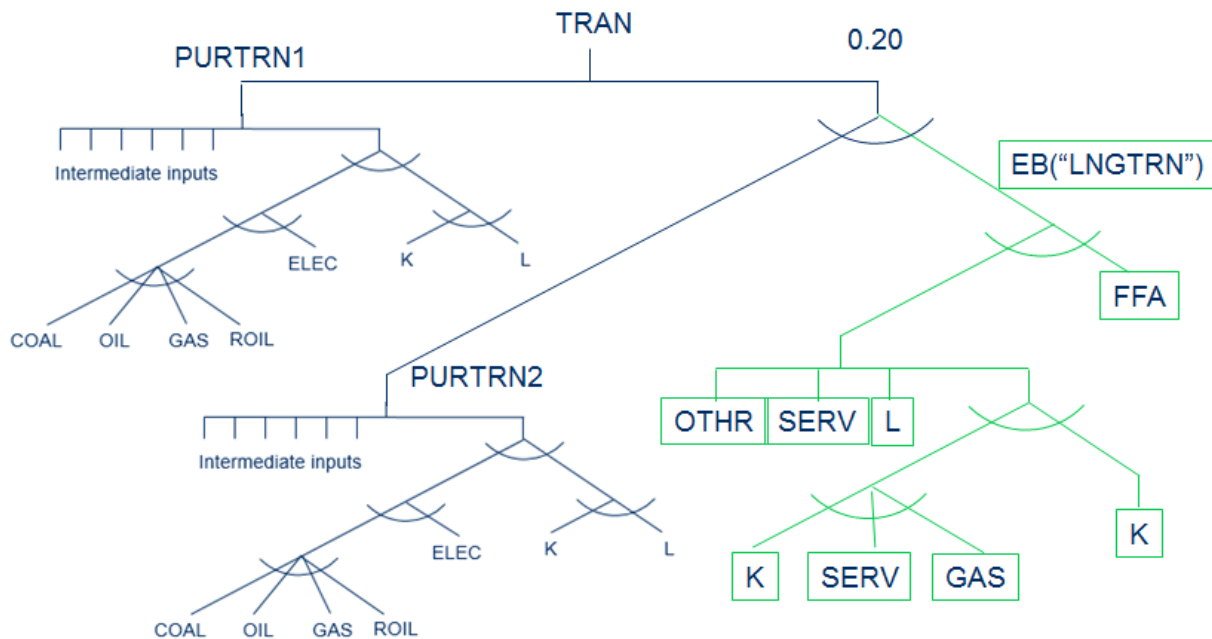 TRAN
0.20
PURTRN1
Intermediate inputs
EB(“LNGTRN”)
ELEC
K
L
FFA
COAL
OIL
GAS
ROIL
PURTRN2
OTHR
SERV
L
Intermediate inputs
K
ELEC
K
L
K
SERV
GAS
COAL
OIL
GAS
ROIL